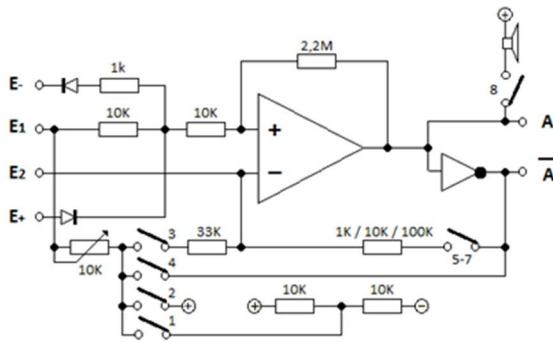 2,2M
1k
E-
8
10K
10K
E1
+
A
E2
−
A
E+
3
33K
1K / 10K / 100K
10K
4
5-7
2
10K
10K
+
+
−
1
+